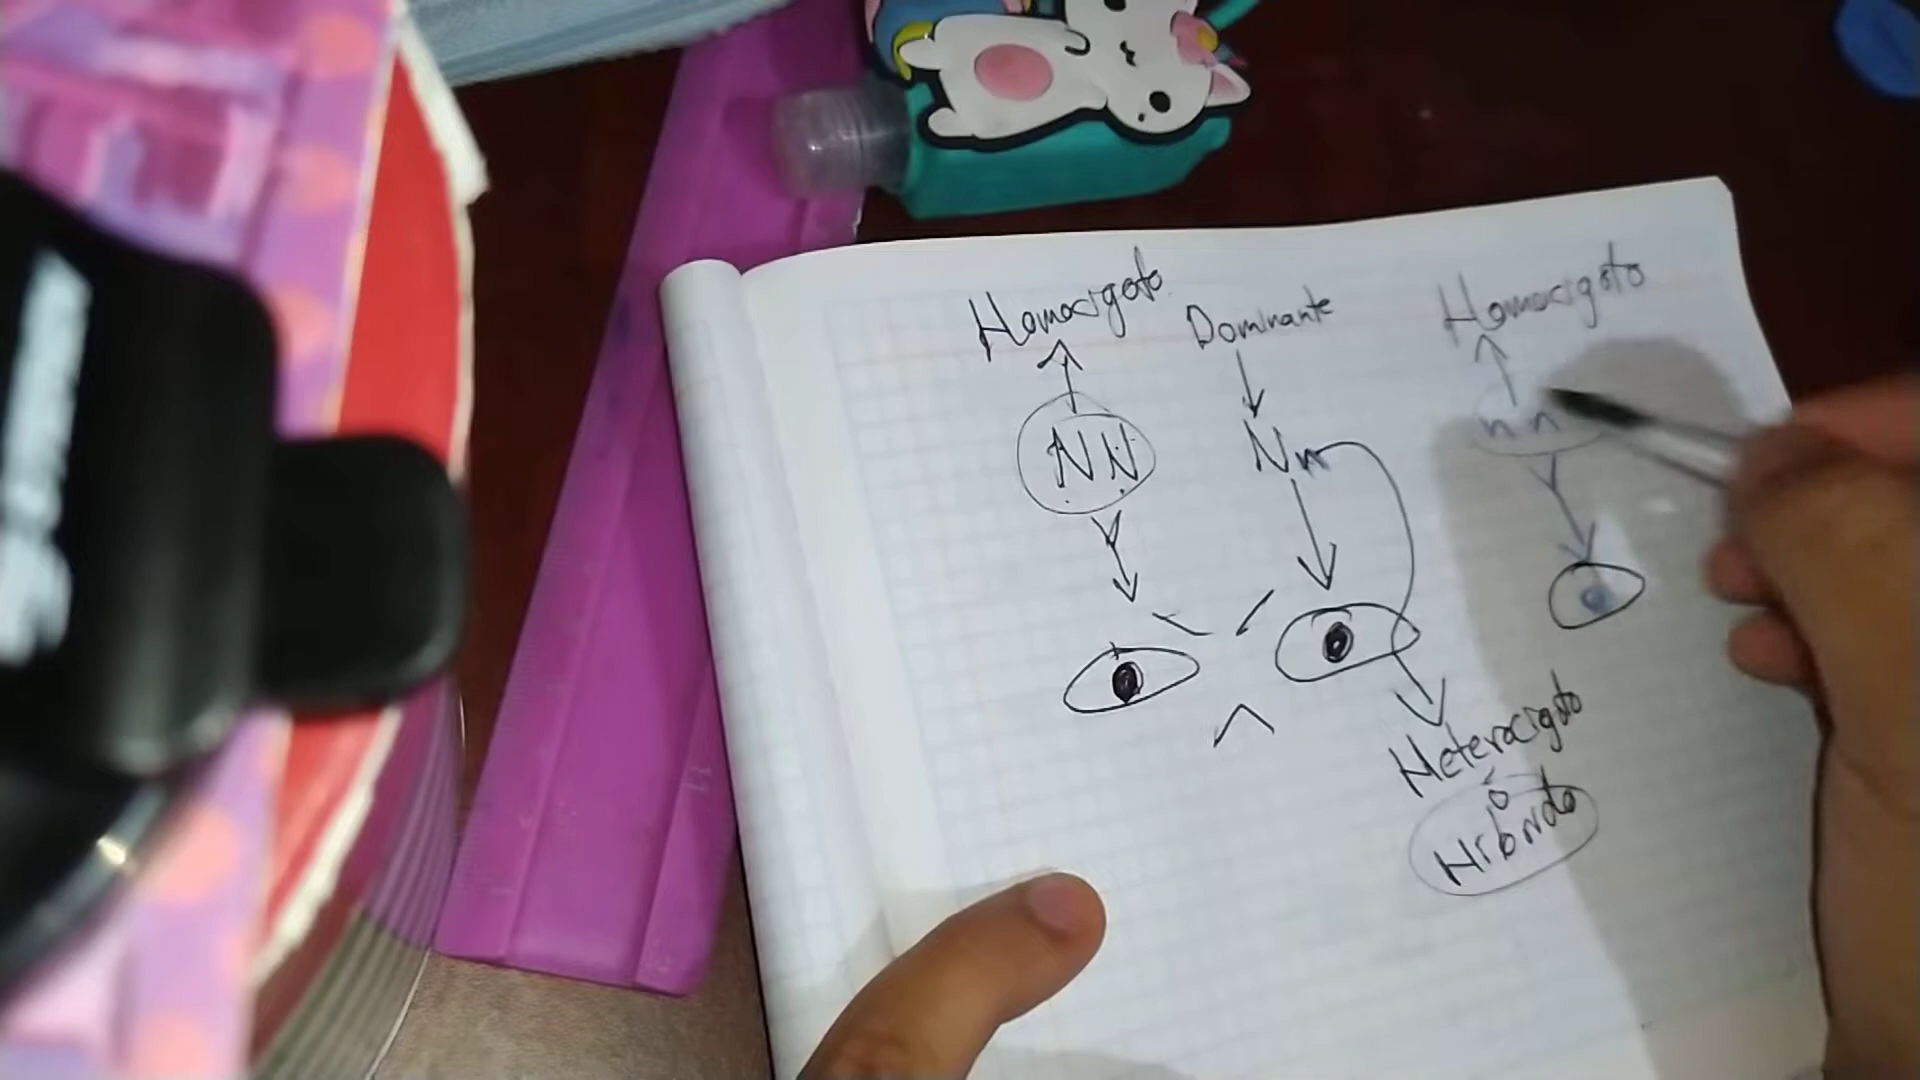 Homocigoto
Dominante
Homocigoto
NN
Nn
nn
Heterocigoto
ó
Híbrido